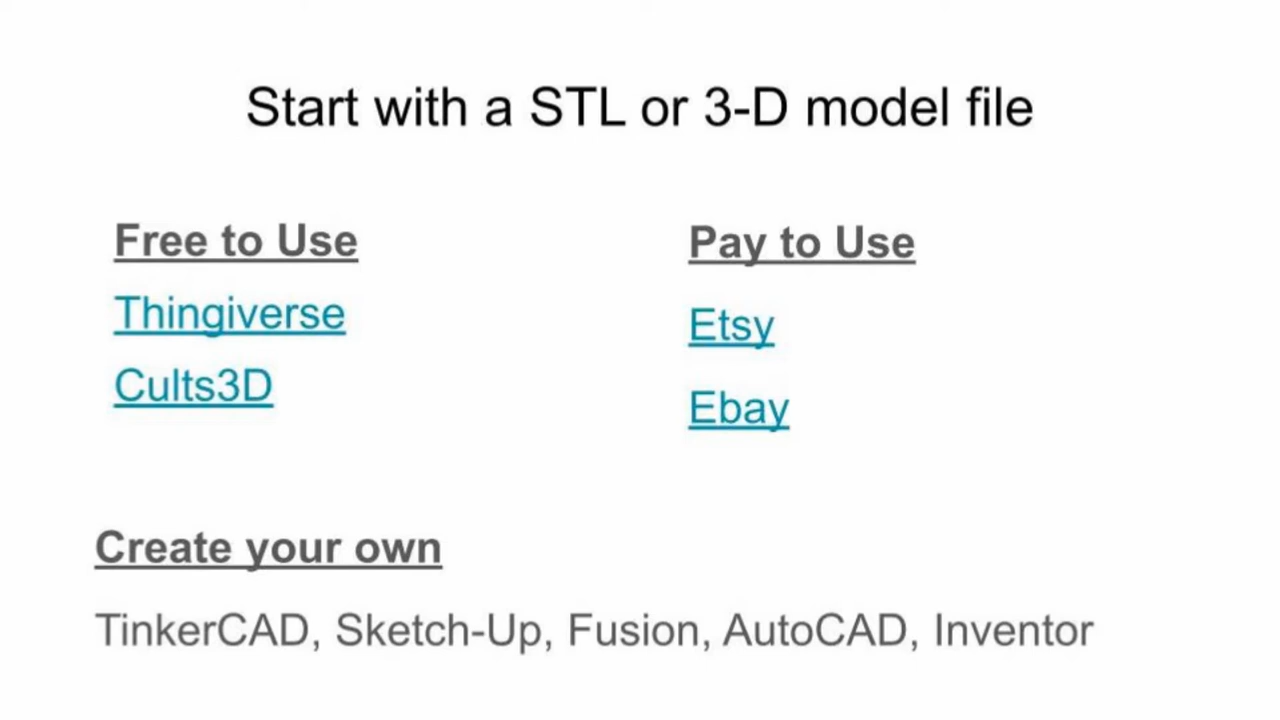 Start with a STL or 3-D model file
Free to Use
Thingiverse
Cults3D
Pay to Use
Etsy
Ebay
Create your own
TinkerCAD, Sketch-Up, Fusion, AutoCAD, Inventor